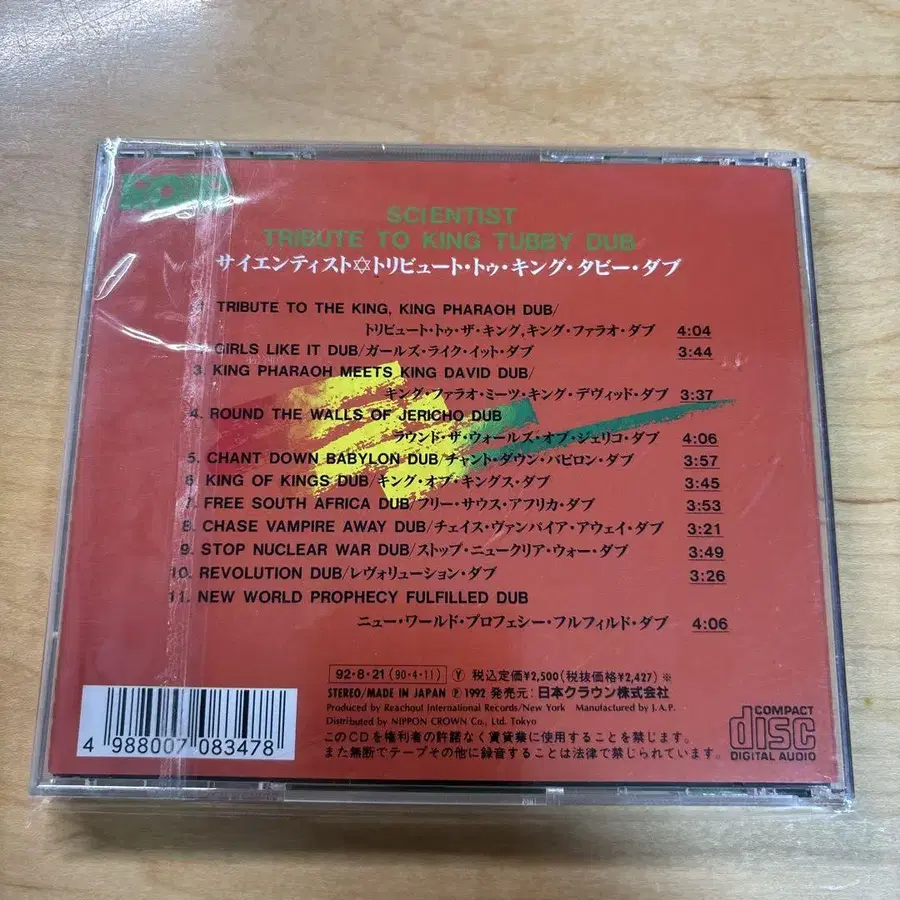 SCIENTIST
TRIBUTE TO KING TUBBY DUB
サイエンティスト✡トリビュート・トゥ・キング・タビー・ダブ
TRIBUTE TO THE KING, KING PHARAOH DUB/
トリビュート・トゥ・ザ・キング, キング・ファラオ・ダブ 4:04
GIRLS LIKE IT DUB/ガールズ・ライク・イット・ダブ 3:44
3. KING PHARAOH MEETS KING DAVID DUB/
キング・ファラオ・ミーツ・キング・デヴィッド・ダブ 3:37
4. ROUND THE WALLS OF JERICHO DUB
ラウンド・ザ・ウォールズ・オブ・ジェリコ・ダブ 4:06
5. CHANT DOWN BABYLON DUB/チャント・ダウン・バビロン・ダブ 3:57
6. KING OF KINGS DUB/キング・オブ・キングス・ダブ 3:45
7. FREE SOUTH AFRICA DUB/フリー・サウス・アフリカ・ダブ 3:53
8. CHASE VAMPIRE AWAY DUB/チェイス・ヴァンパイア・アウェイ・ダブ 3:21
9. STOP NUCLEAR WAR DUB/ストップ・ニュークリア・ウォー・ダブ 3:49
10. REVOLUTION DUB/レヴォリューション・ダブ 3:26
11. NEW WORLD PROPHECY FULFILLED DUB
ニュー・ワールド・プロフェシー・フルフィルド・ダブ 4:06
92・8・21(90・4・11) Ⓨ 税込定価¥2,500(税抜価格¥2,427)※
STEREO/MADE IN JAPAN Ⓟ1992 発売元:日本クラウン株式会社
Produced by Reachout International Records/New York Manufactured by J.A.P.
Distributed by NIPPON CROWN Co., Ltd. Tokyo
このCDを権利者の許諾なく賃貸業に使用することを禁じます。
また無断でテープその他に録音することは法律で禁じられています。
4 988007 083478
COMPACT
disc
DIGITAL AUDIO